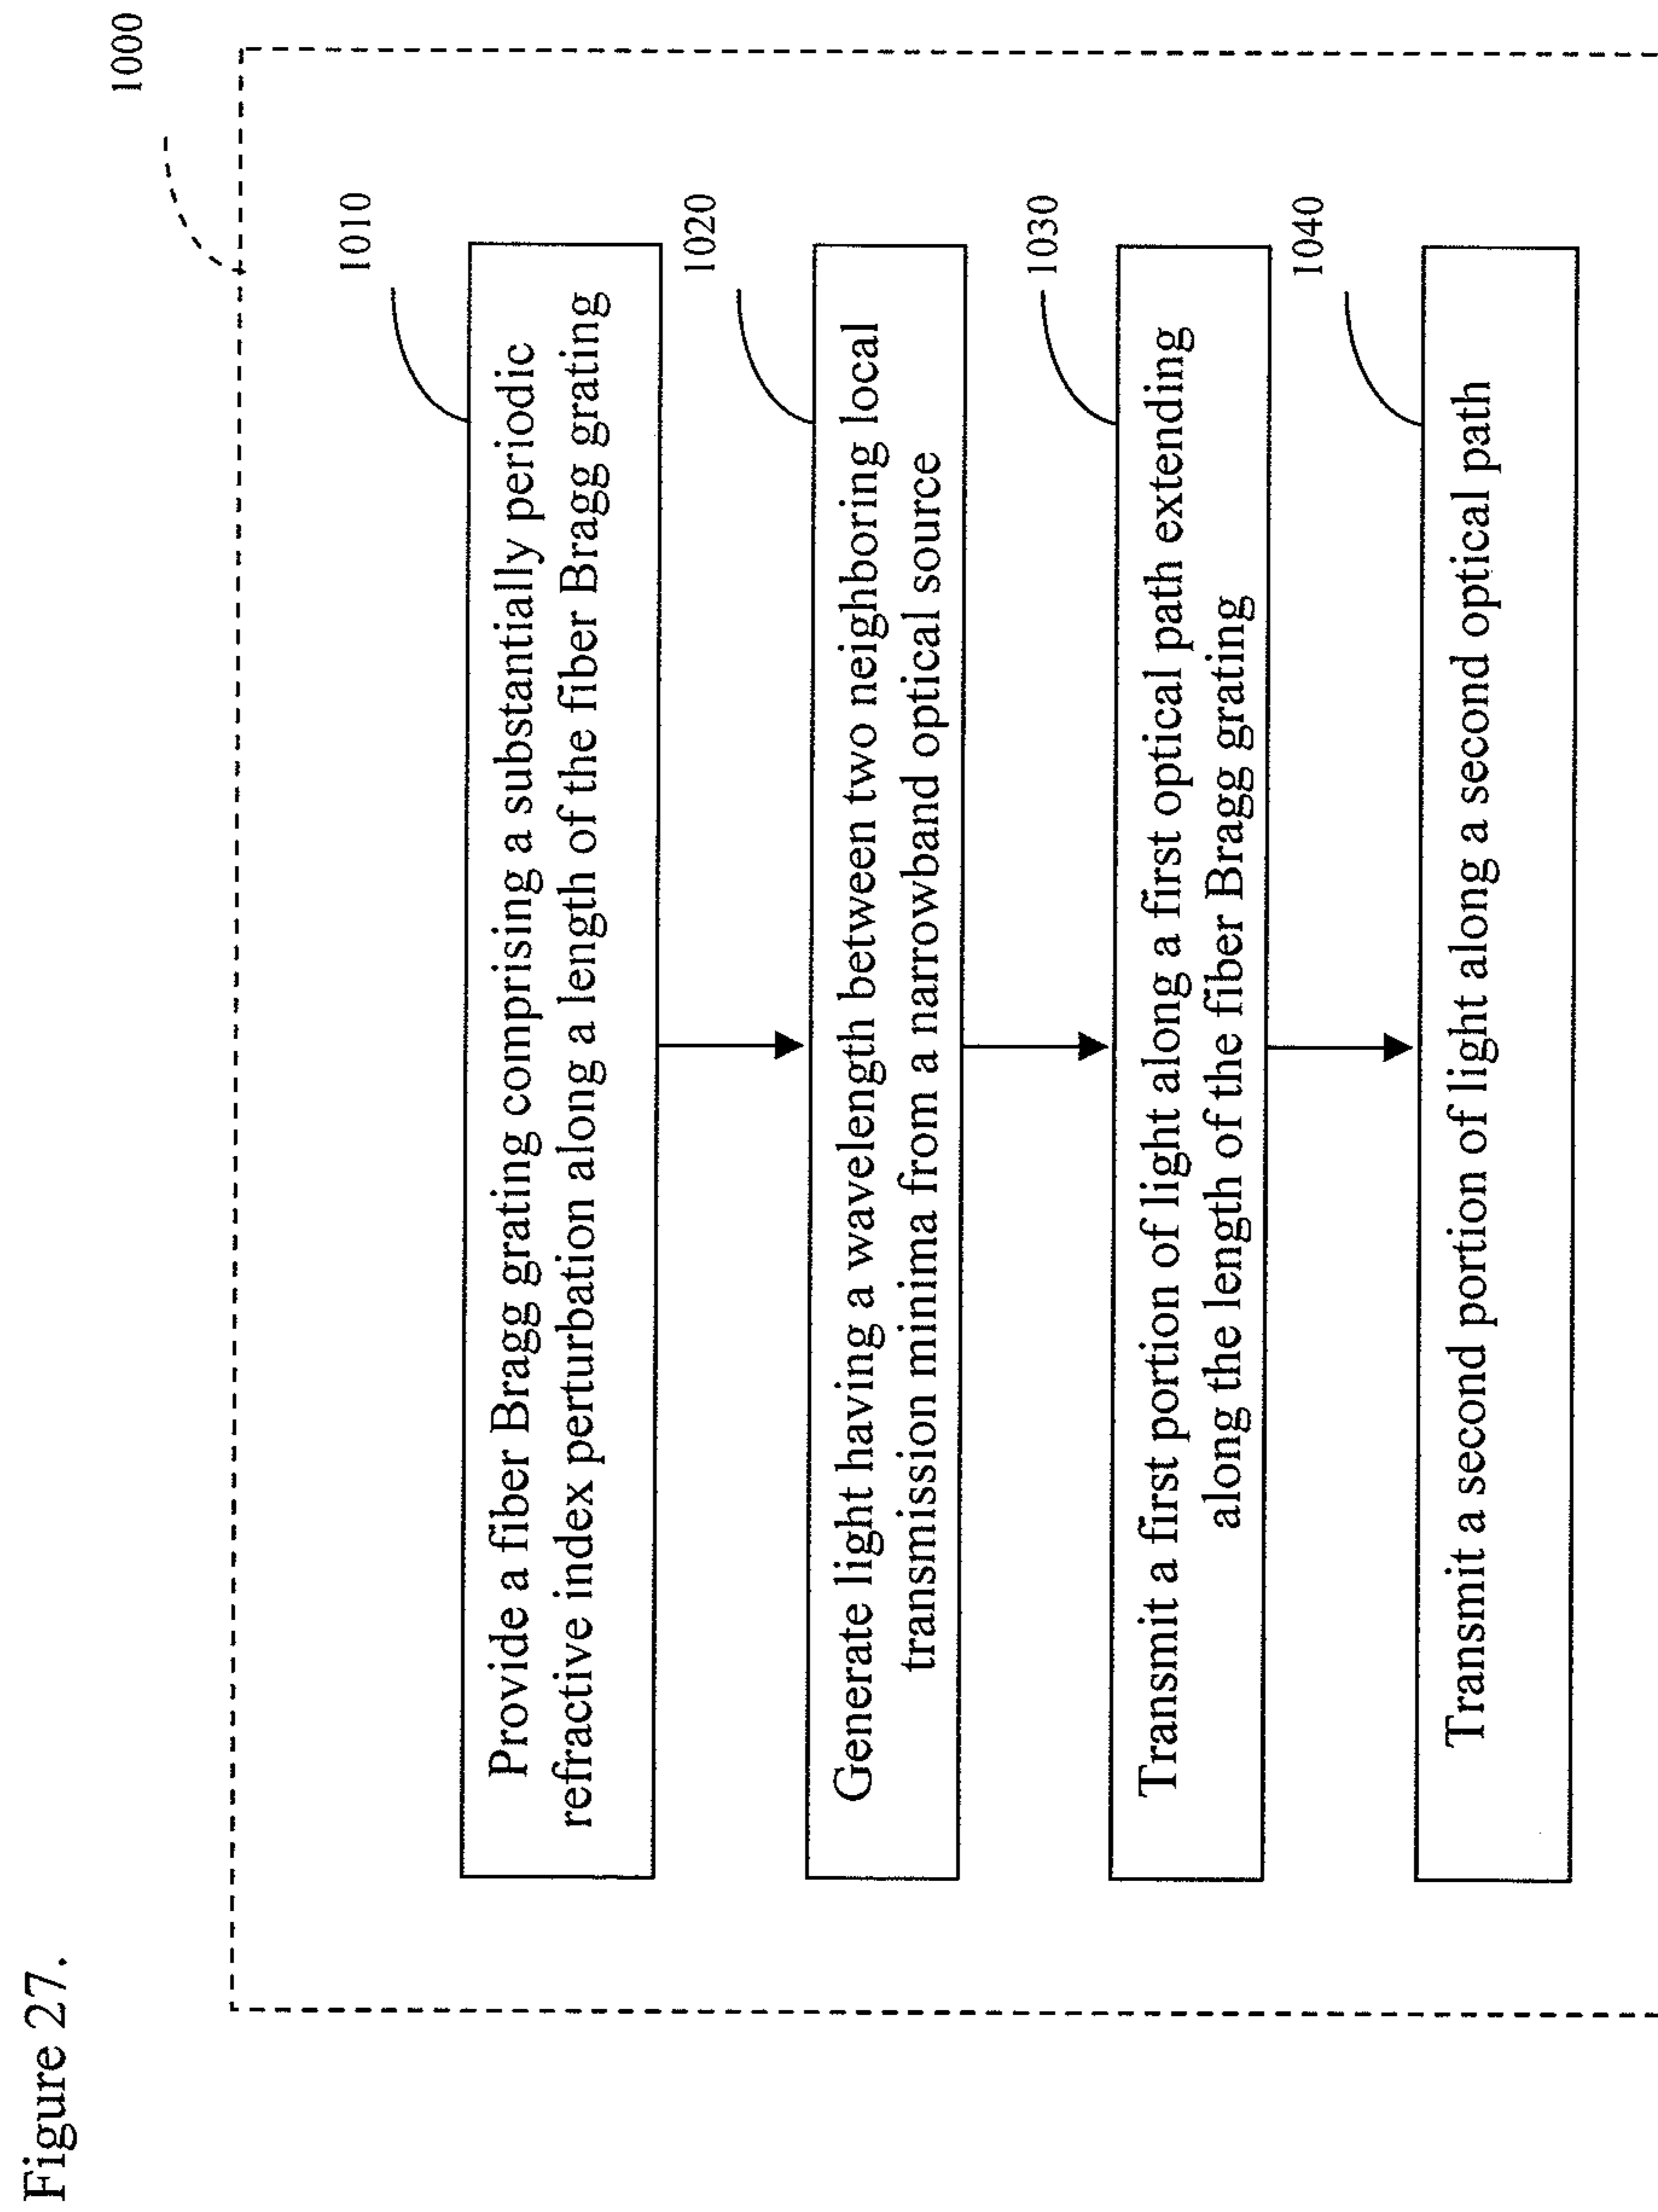 Figure 27.
1000
1010
Provide a fiber Bragg grating comprising a substantially periodic
refractive index perturbation along a length of the fiber Bragg grating
1020
Generate light having a wavelength between two neighboring local
transmission minima from a narrowband optical source
1030
Transmit a first portion of light along a first optical path extending
along the length of the fiber Bragg grating
1040
Transmit a second portion of light along a second optical path